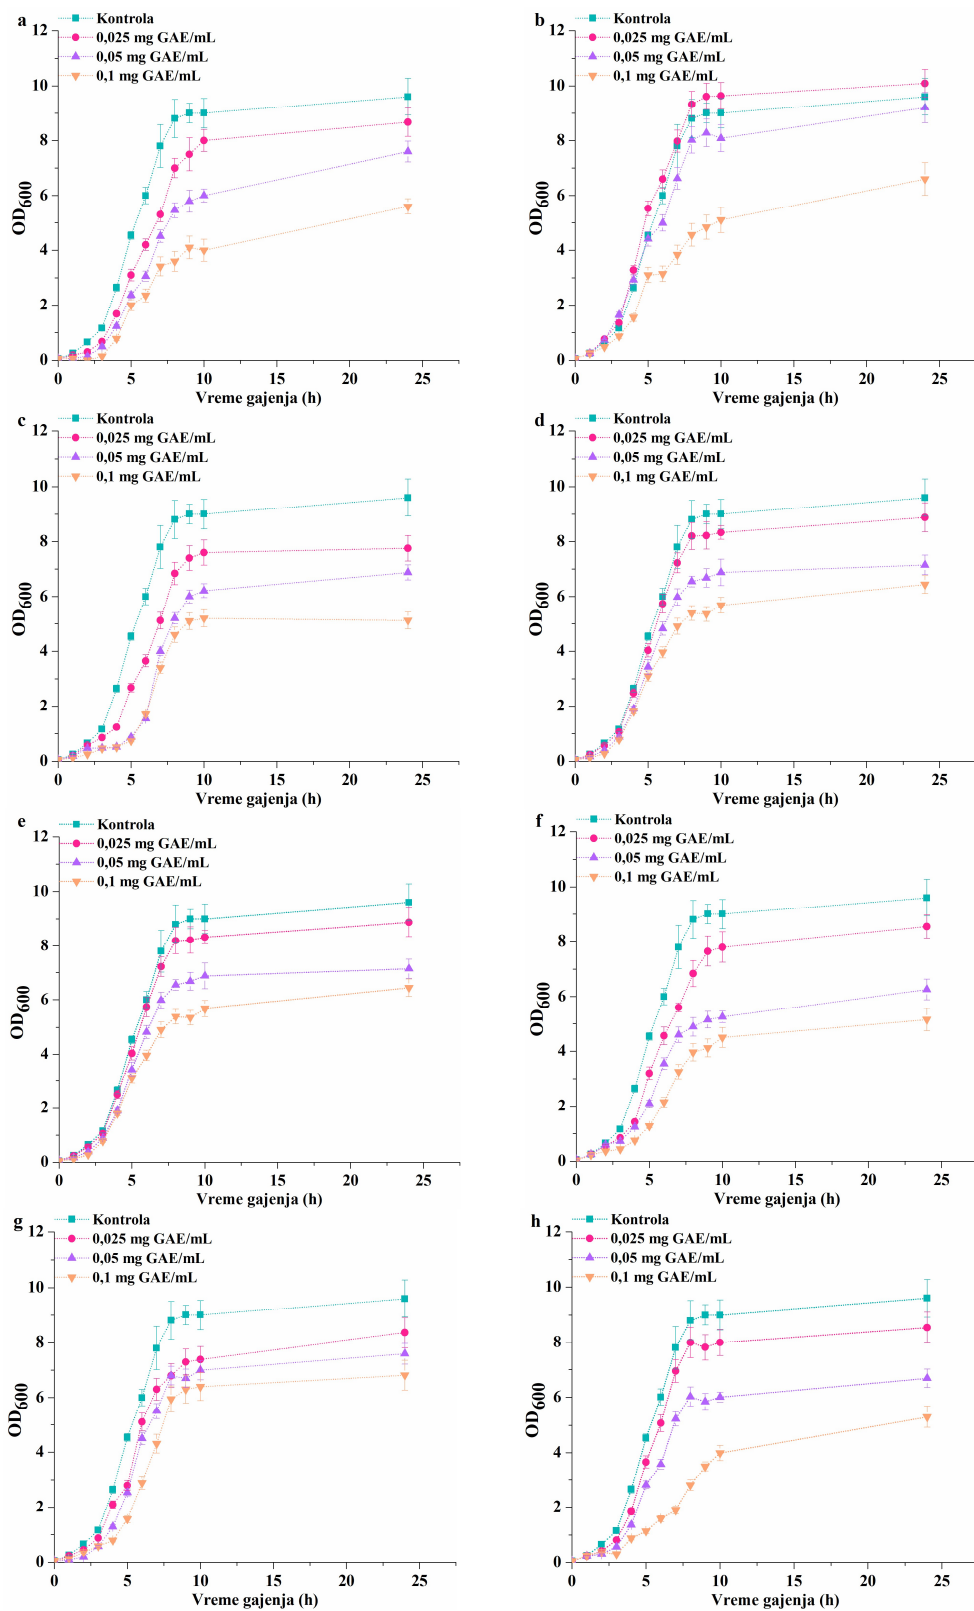 a
Kontrola
0,025 mg GAE/mL
0,05 mg GAE/mL
0,1 mg GAE/mL
12
10
8
6
4
2
0
OD600
0 5 10 15 20 25
Vreme gajenja (h)
b
Kontrola
0,025 mg GAE/mL
0,05 mg GAE/mL
0,1 mg GAE/mL
12
10
8
6
4
2
0
OD600
0 5 10 15 20 25
Vreme gajenja (h)
c
Kontrola
0,025 mg GAE/mL
0,05 mg GAE/mL
0,1 mg GAE/mL
12
10
8
6
4
2
0
OD600
0 5 10 15 20 25
Vreme gajenja (h)
d
Kontrola
0,025 mg GAE/mL
0,05 mg GAE/mL
0,1 mg GAE/mL
12
10
8
6
4
2
0
OD600
0 5 10 15 20 25
Vreme gajenja (h)
e
Kontrola
0,025 mg GAE/mL
0,05 mg GAE/mL
0,1 mg GAE/mL
12
10
8
6
4
2
0
OD600
0 5 10 15 20 25
Vreme gajenja (h)
f
Kontrola
0,025 mg GAE/mL
0,05 mg GAE/mL
0,1 mg GAE/mL
12
10
8
6
4
2
0
OD600
0 5 10 15 20 25
Vreme gajenja (h)
g
Kontrola
0,025 mg GAE/mL
0,05 mg GAE/mL
0,1 mg GAE/mL
12
10
8
6
4
2
0
OD600
0 5 10 15 20 25
Vreme gajenja (h)
h
Kontrola
0,025 mg GAE/mL
0,05 mg GAE/mL
0,1 mg GAE/mL
12
10
8
6
4
2
0
OD600
0 5 10 15 20 25
Vreme gajenja (h)